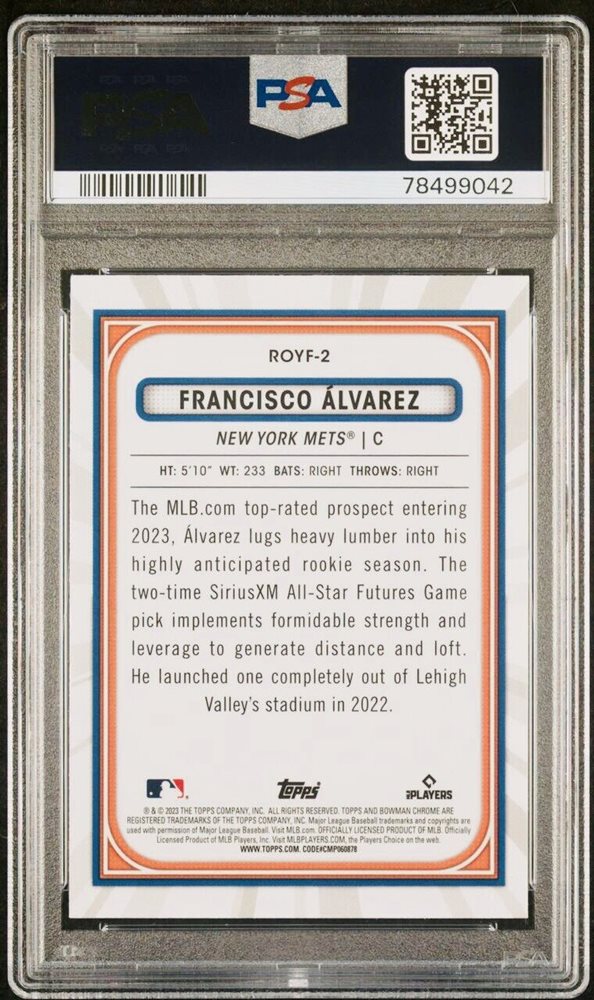 PSA
PSA
78499042
ROYF-2
FRANCISCO ÁLVAREZ
NEW YORK METS® | C
HT: 5'10" WT: 233 BATS: RIGHT THROWS: RIGHT
The MLB.com top-rated prospect entering
2023, Álvarez lugs heavy lumber into his
highly anticipated rookie season. The
two-time SiriusXM All-Star Futures Game
pick implements formidable strength and
leverage to generate distance and loft.
He launched one completely out of Lehigh
Valley's stadium in 2022.
Topps
PLAYERS
® & © 2023 THE TOPPS COMPANY, INC. ALL RIGHTS RESERVED. TOPPS AND BOWMAN CHROME ARE
REGISTERED TRADEMARKS OF THE TOPPS COMPANY, INC. Major League Baseball trademarks and copyrights are
used with permission of Major League Baseball. Visit MLB.com. OFFICIALLY LICENSED PRODUCT OF MLB. Officially
Licensed Product of MLB Players, Inc. Visit MLBPLAYERS.COM, the Players Choice on the web.
WWW.TOPPS.COM. CODE#CMP060878
PSA